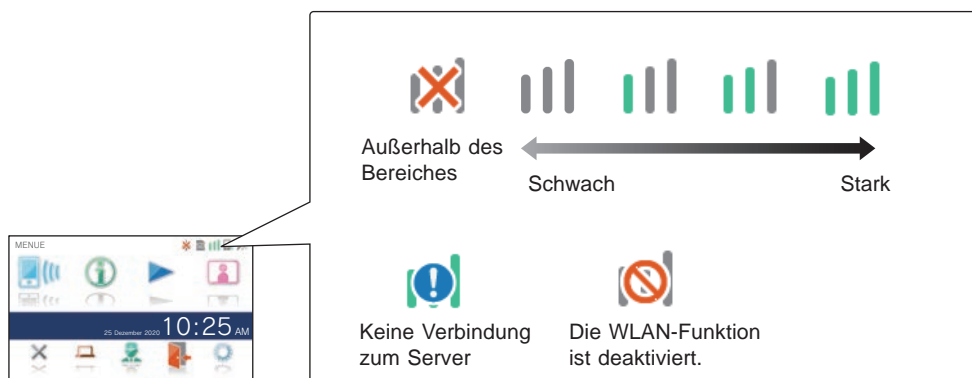 Außerhalb des
Bereiches
Schwach
Stark
MENUE
25 Dezember 2020 10:25 AM
Keine Verbindung
zum Server
Die WLAN-Funktion
ist deaktiviert.